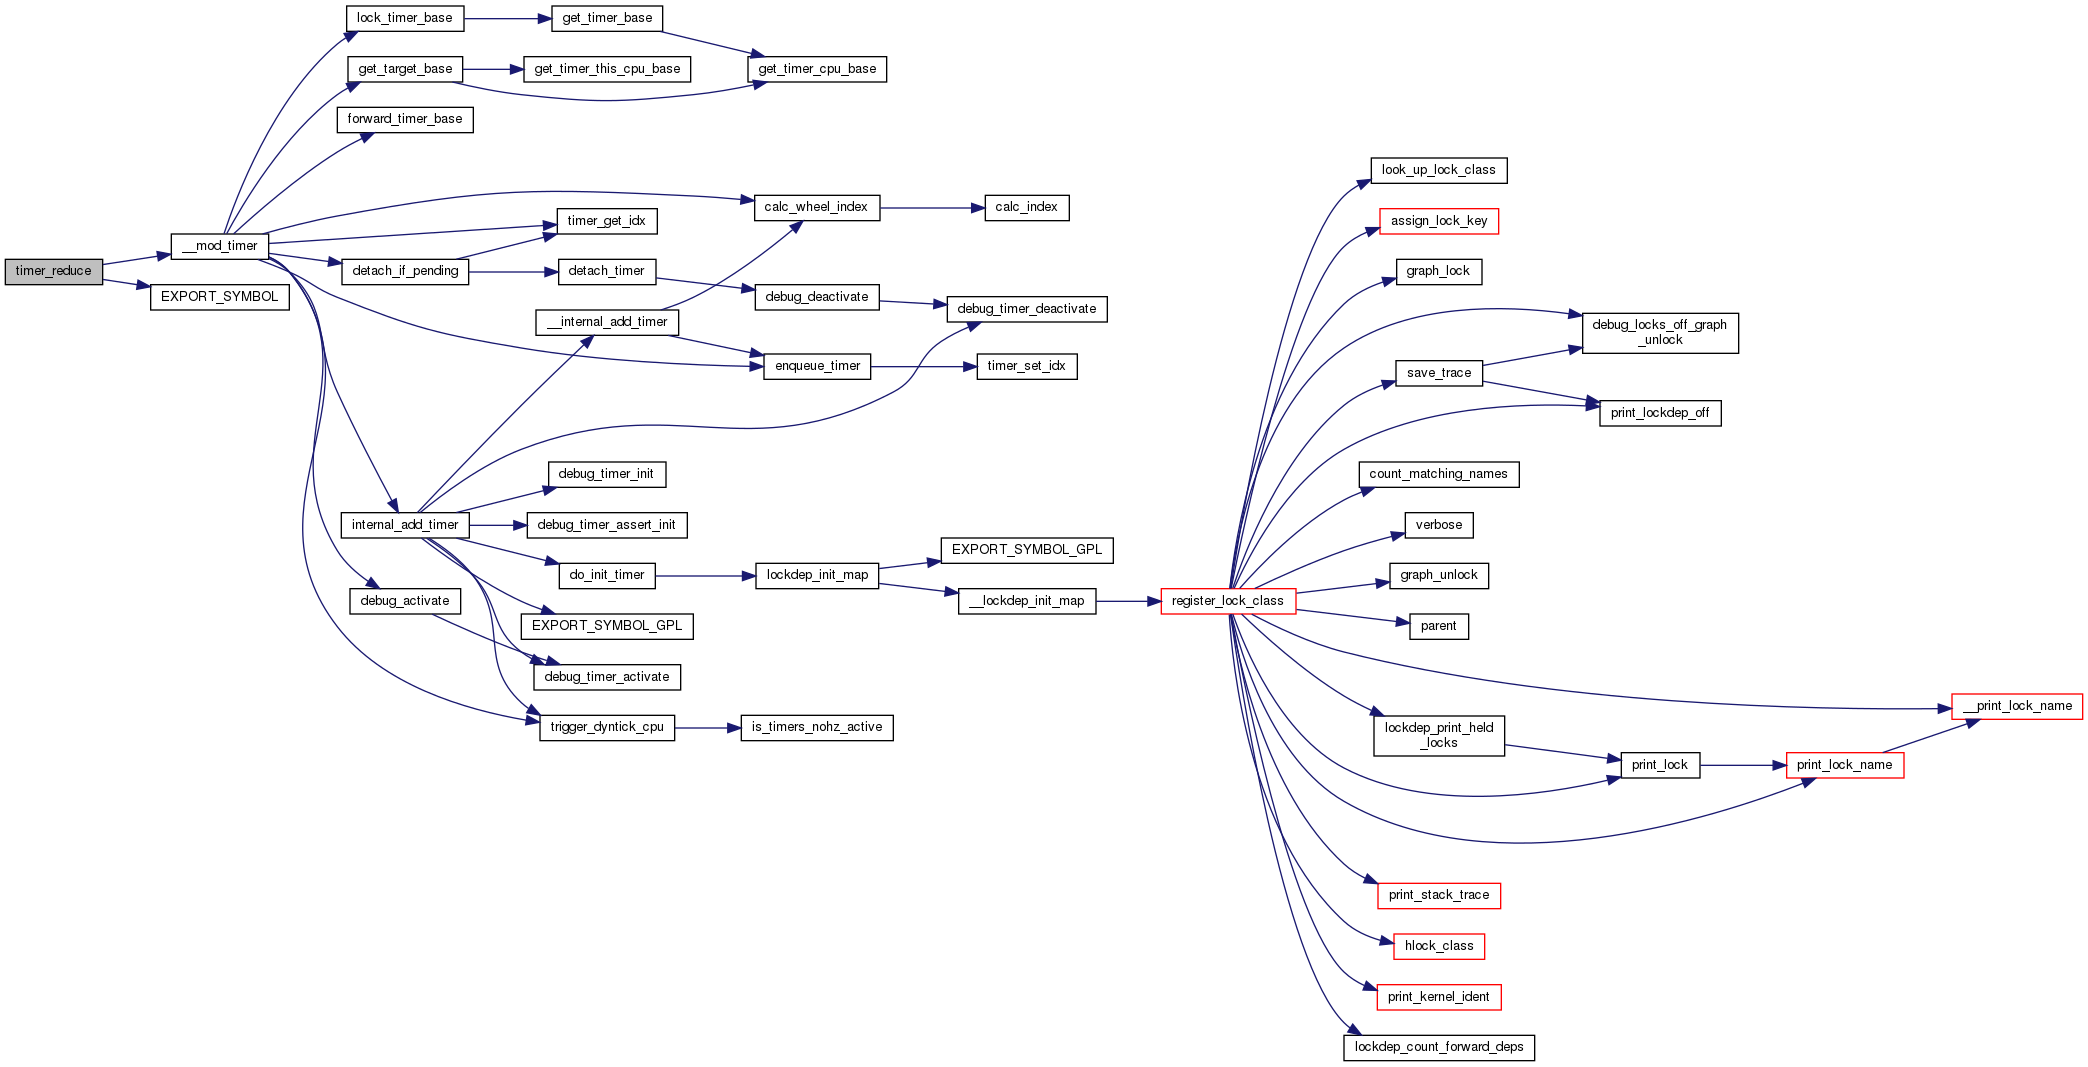 timer_reduce
__mod_timer
EXPORT_SYMBOL
lock_timer_base
get_timer_base
get_target_base
get_timer_this_cpu_base
get_timer_cpu_base
forward_timer_base
calc_wheel_index
calc_index
timer_get_idx
detach_if_pending
detach_timer
debug_deactivate
debug_timer_deactivate
__internal_add_timer
enqueue_timer
timer_set_idx
internal_add_timer
debug_timer_init
debug_timer_assert_init
do_init_timer
lockdep_init_map
EXPORT_SYMBOL_GPL
__lockdep_init_map
debug_activate
EXPORT_SYMBOL_GPL
debug_timer_activate
trigger_dyntick_cpu
is_timers_nohz_active
register_lock_class
look_up_lock_class
assign_lock_key
graph_lock
debug_locks_off_graph
_unlock
save_trace
print_lockdep_off
count_matching_names
verbose
graph_unlock
parent
__print_lock_name
lockdep_print_held
_locks
print_lock
print_lock_name
print_stack_trace
hlock_class
print_kernel_ident
lockdep_count_forward_deps